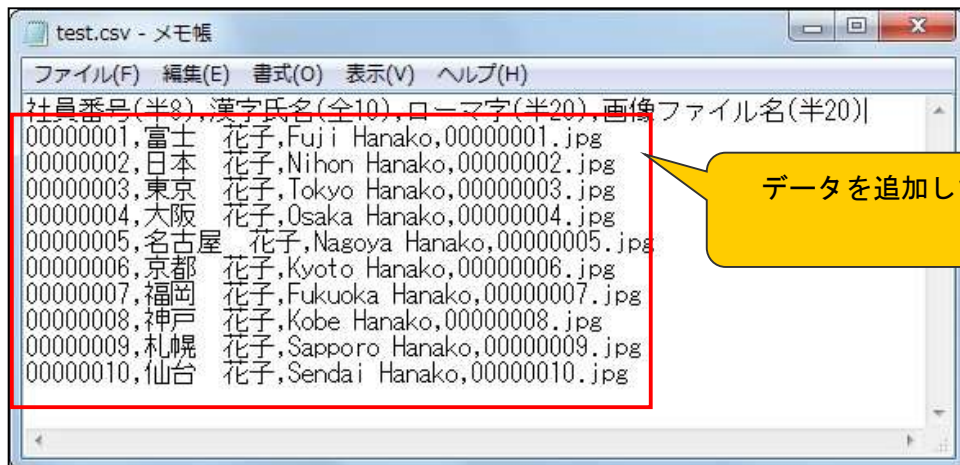 test.csv - メモ帳
ファイル(F) 編集(E) 書式(O) 表示(V) ヘルプ(H)
社員番号(半8),漢字氏名(全10),ローマ字(半20),画像ファイル名(半20)
00000001,富士　花子,Fuji Hanako,00000001.jpg
00000002,日本　花子,Nihon Hanako,00000002.jpg
00000003,東京　花子,Tokyo Hanako,00000003.jpg
00000004,大阪　花子,Osaka Hanako,00000004.jpg
00000005,名古屋　花子,Nagoya Hanako,00000005.jpg
00000006,京都　花子,Kyoto Hanako,00000006.jpg
00000007,福岡　花子,Fukuoka Hanako,00000007.jpg
00000008,神戸　花子,Kobe Hanako,00000008.jpg
00000009,札幌　花子,Sapporo Hanako,00000009.jpg
00000010,仙台　花子,Sendai Hanako,00000010.jpg
データを追加し